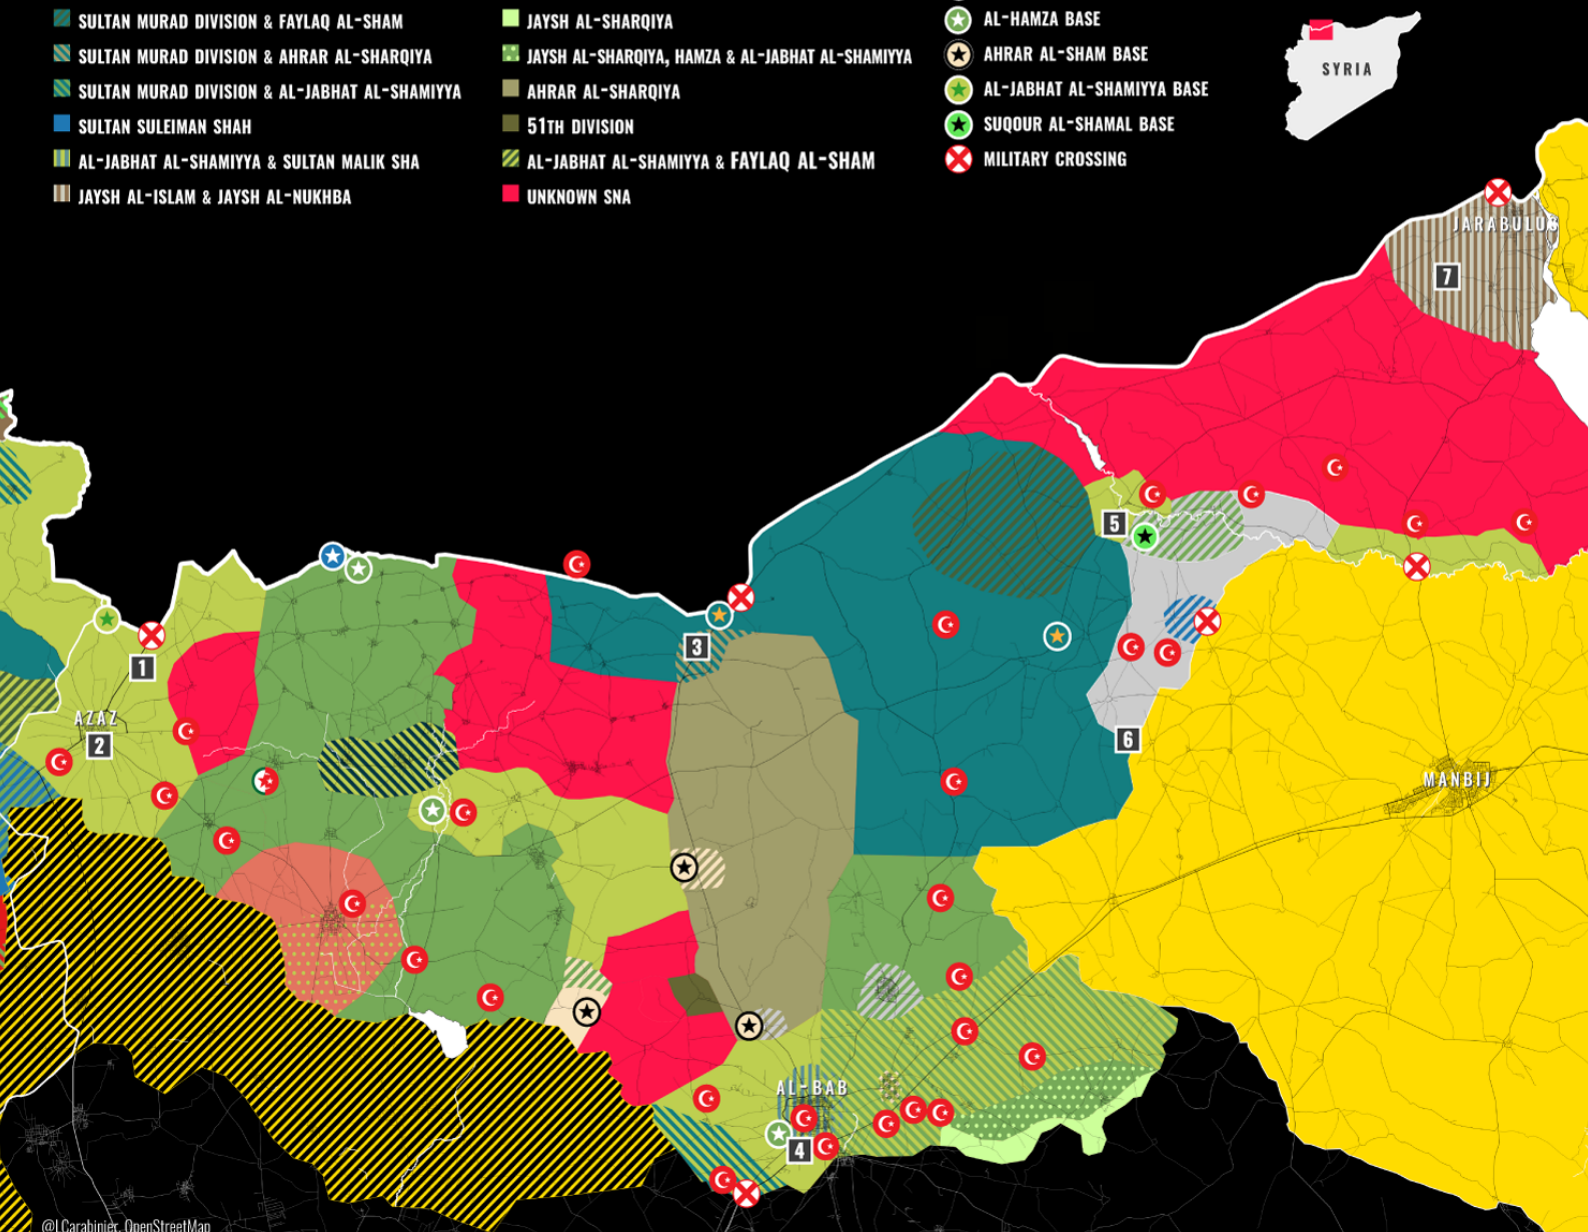 SULTAN MURAD DIVISION & FAYLAQ AL-SHAM
SULTAN MURAD DIVISION & AHRAR AL-SHARQIYA
SULTAN MURAD DIVISION & AL-JABHAT AL-SHAMIYYA
SULTAN SULEIMAN SHAH
AL-JABHAT AL-SHAMIYYA & SULTAN MALIK SHA
JAYSH AL-ISLAM & JAYSH AL-NUKHBA
JAYSH AL-SHARQIYA
JAYSH AL-SHARQIYA, HAMZA & AL-JABHAT AL-SHAMIYYA
AHRAR AL-SHARQIYA
51TH DIVISION
AL-JABHAT AL-SHAMIYYA & FAYLAQ AL-SHAM
UNKNOWN SNA
AL-HAMZA BASE
AHRAR AL-SHAM BASE
AL-JABHAT AL-SHAMIYYA BASE
SUQOUR AL-SHAMAL BASE
MILITARY CROSSING
SYRIA
JARABULUS
7
5
1
3
AZAZ
2
6
MANBIJ
AL-BAB
4
@LCarabinier, OpenStreetMap